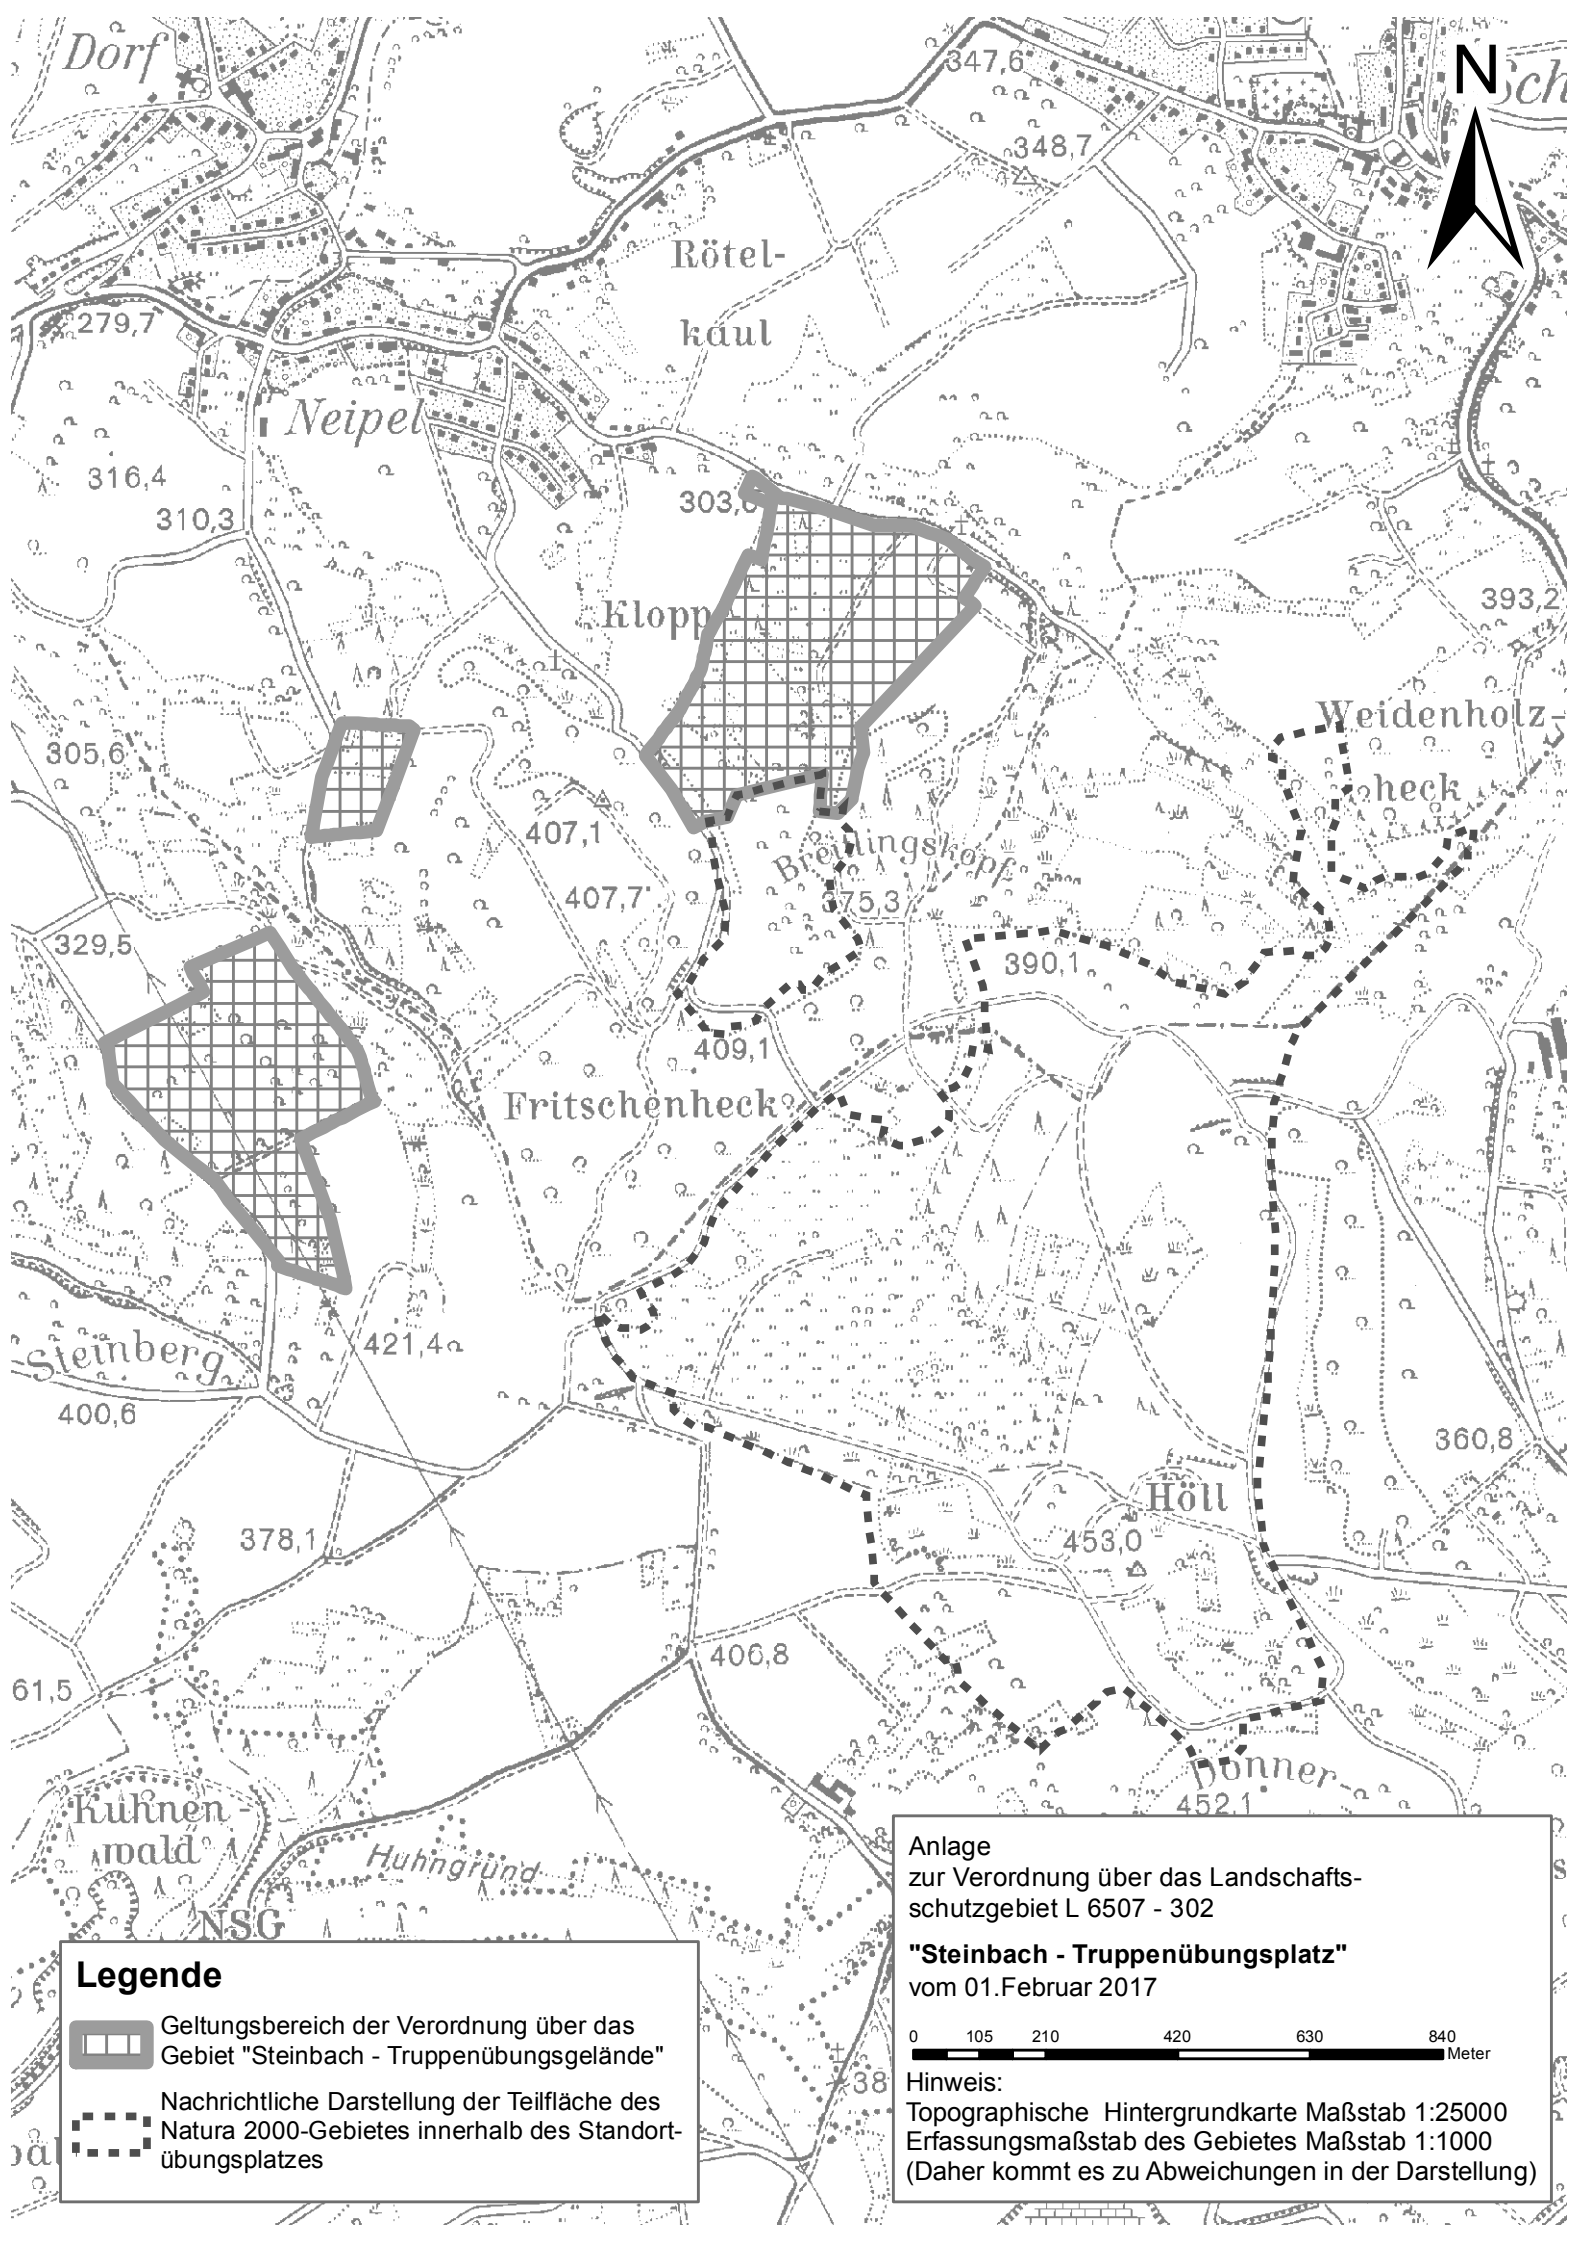 Dorf
347,6
N
Sch
348,7
Rötel-
kaul
279,7
Neipel
316,4
303,6
310,3
393,2
Klopp-
Weidenholz-
heck
305,6
407,1
Breidlingskopf
407,7
375,3
329,5
390,1
409,1
Fritschenheck
Steinberg
421,4
400,6
360,8
Höll
378,1
453,0
406,8
61,5
Donner-
452,1
Kuhnen-
wald
Huhngrund
NSG
38
Anlage
zur Verordnung über das Landschafts-
schutzgebiet L 6507 - 302
"Steinbach - Truppenübungsplatz"
vom 01.Februar 2017
0 105 210 420 630 840
Meter
Hinweis:
Topographische Hintergrundkarte Maßstab 1:25000
Erfassungsmaßstab des Gebietes Maßstab 1:1000
(Daher kommt es zu Abweichungen in der Darstellung)
Legende
Geltungsbereich der Verordnung über das
Gebiet "Steinbach - Truppenübungsgelände"
Nachrichtliche Darstellung der Teilfläche des
Natura 2000-Gebietes innerhalb des Standort-
übungsplatzes